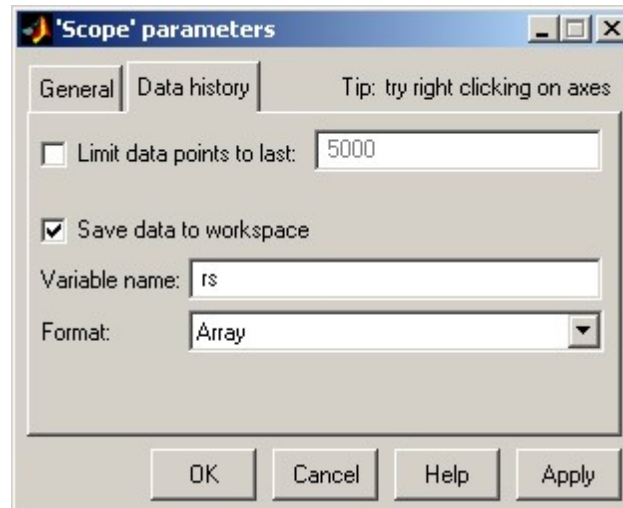 'Scope' parameters
General Data history Tip: try right clicking on axes
Limit data points to last: 5000
Save data to workspace
Variable name: rs
Format: Array
OK Cancel Help Apply